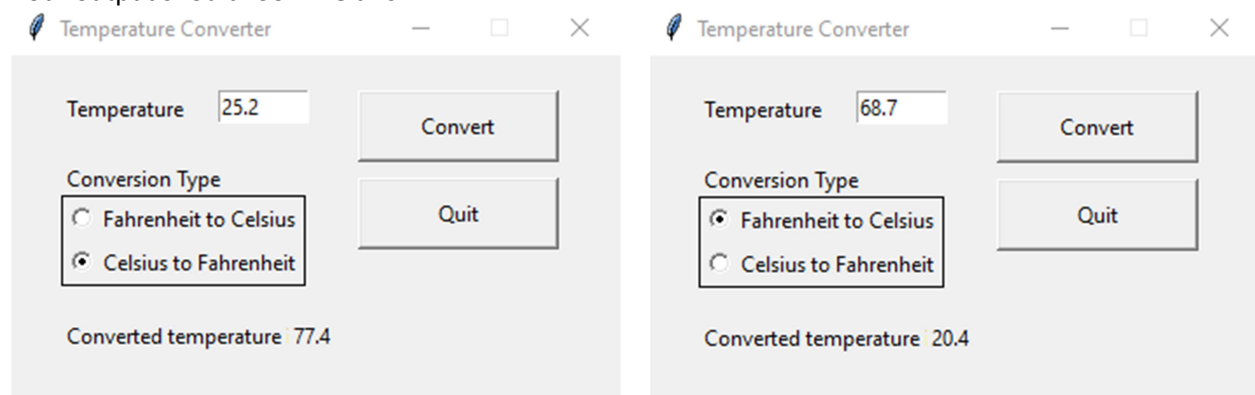 Temperature Converter
Temperature 25.2
Convert
Conversion Type
Fahrenheit to Celsius
Quit
Celsius to Fahrenheit
Converted temperature 77.4
Temperature Converter
Temperature 68.7
Convert
Conversion Type
Fahrenheit to Celsius
Quit
Celsius to Fahrenheit
Converted temperature 20.4